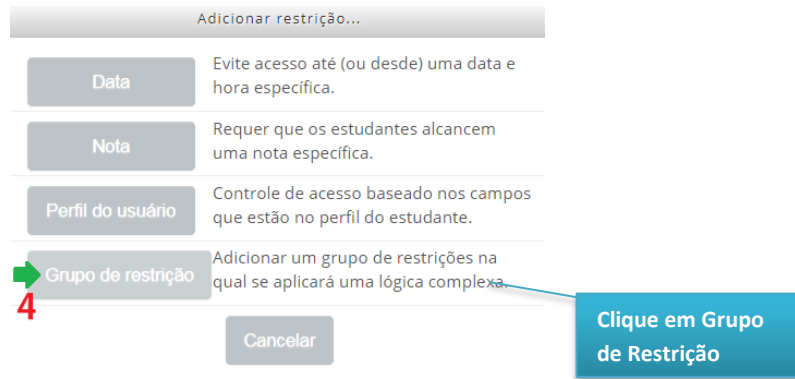 Adicionar restrição...
Data
Evite acesso até (ou desde) uma data e
hora específica.
Nota
Requer que os estudantes alcancem
uma nota específica.
Perfil do usuário
Controle de acesso baseado nos campos
que estão no perfil do estudante.
Grupo de restrição
Adicionar um grupo de restrições na
qual se aplicará uma lógica complexa.
4
Cancelar
Clique em Grupo
de Restrição